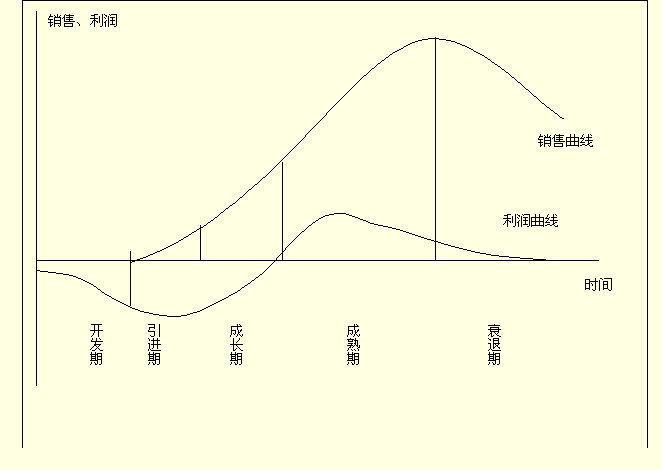 销售、利润
销售曲线
利润曲线
时间
开发期
引进期
成长期
成熟期
衰退期